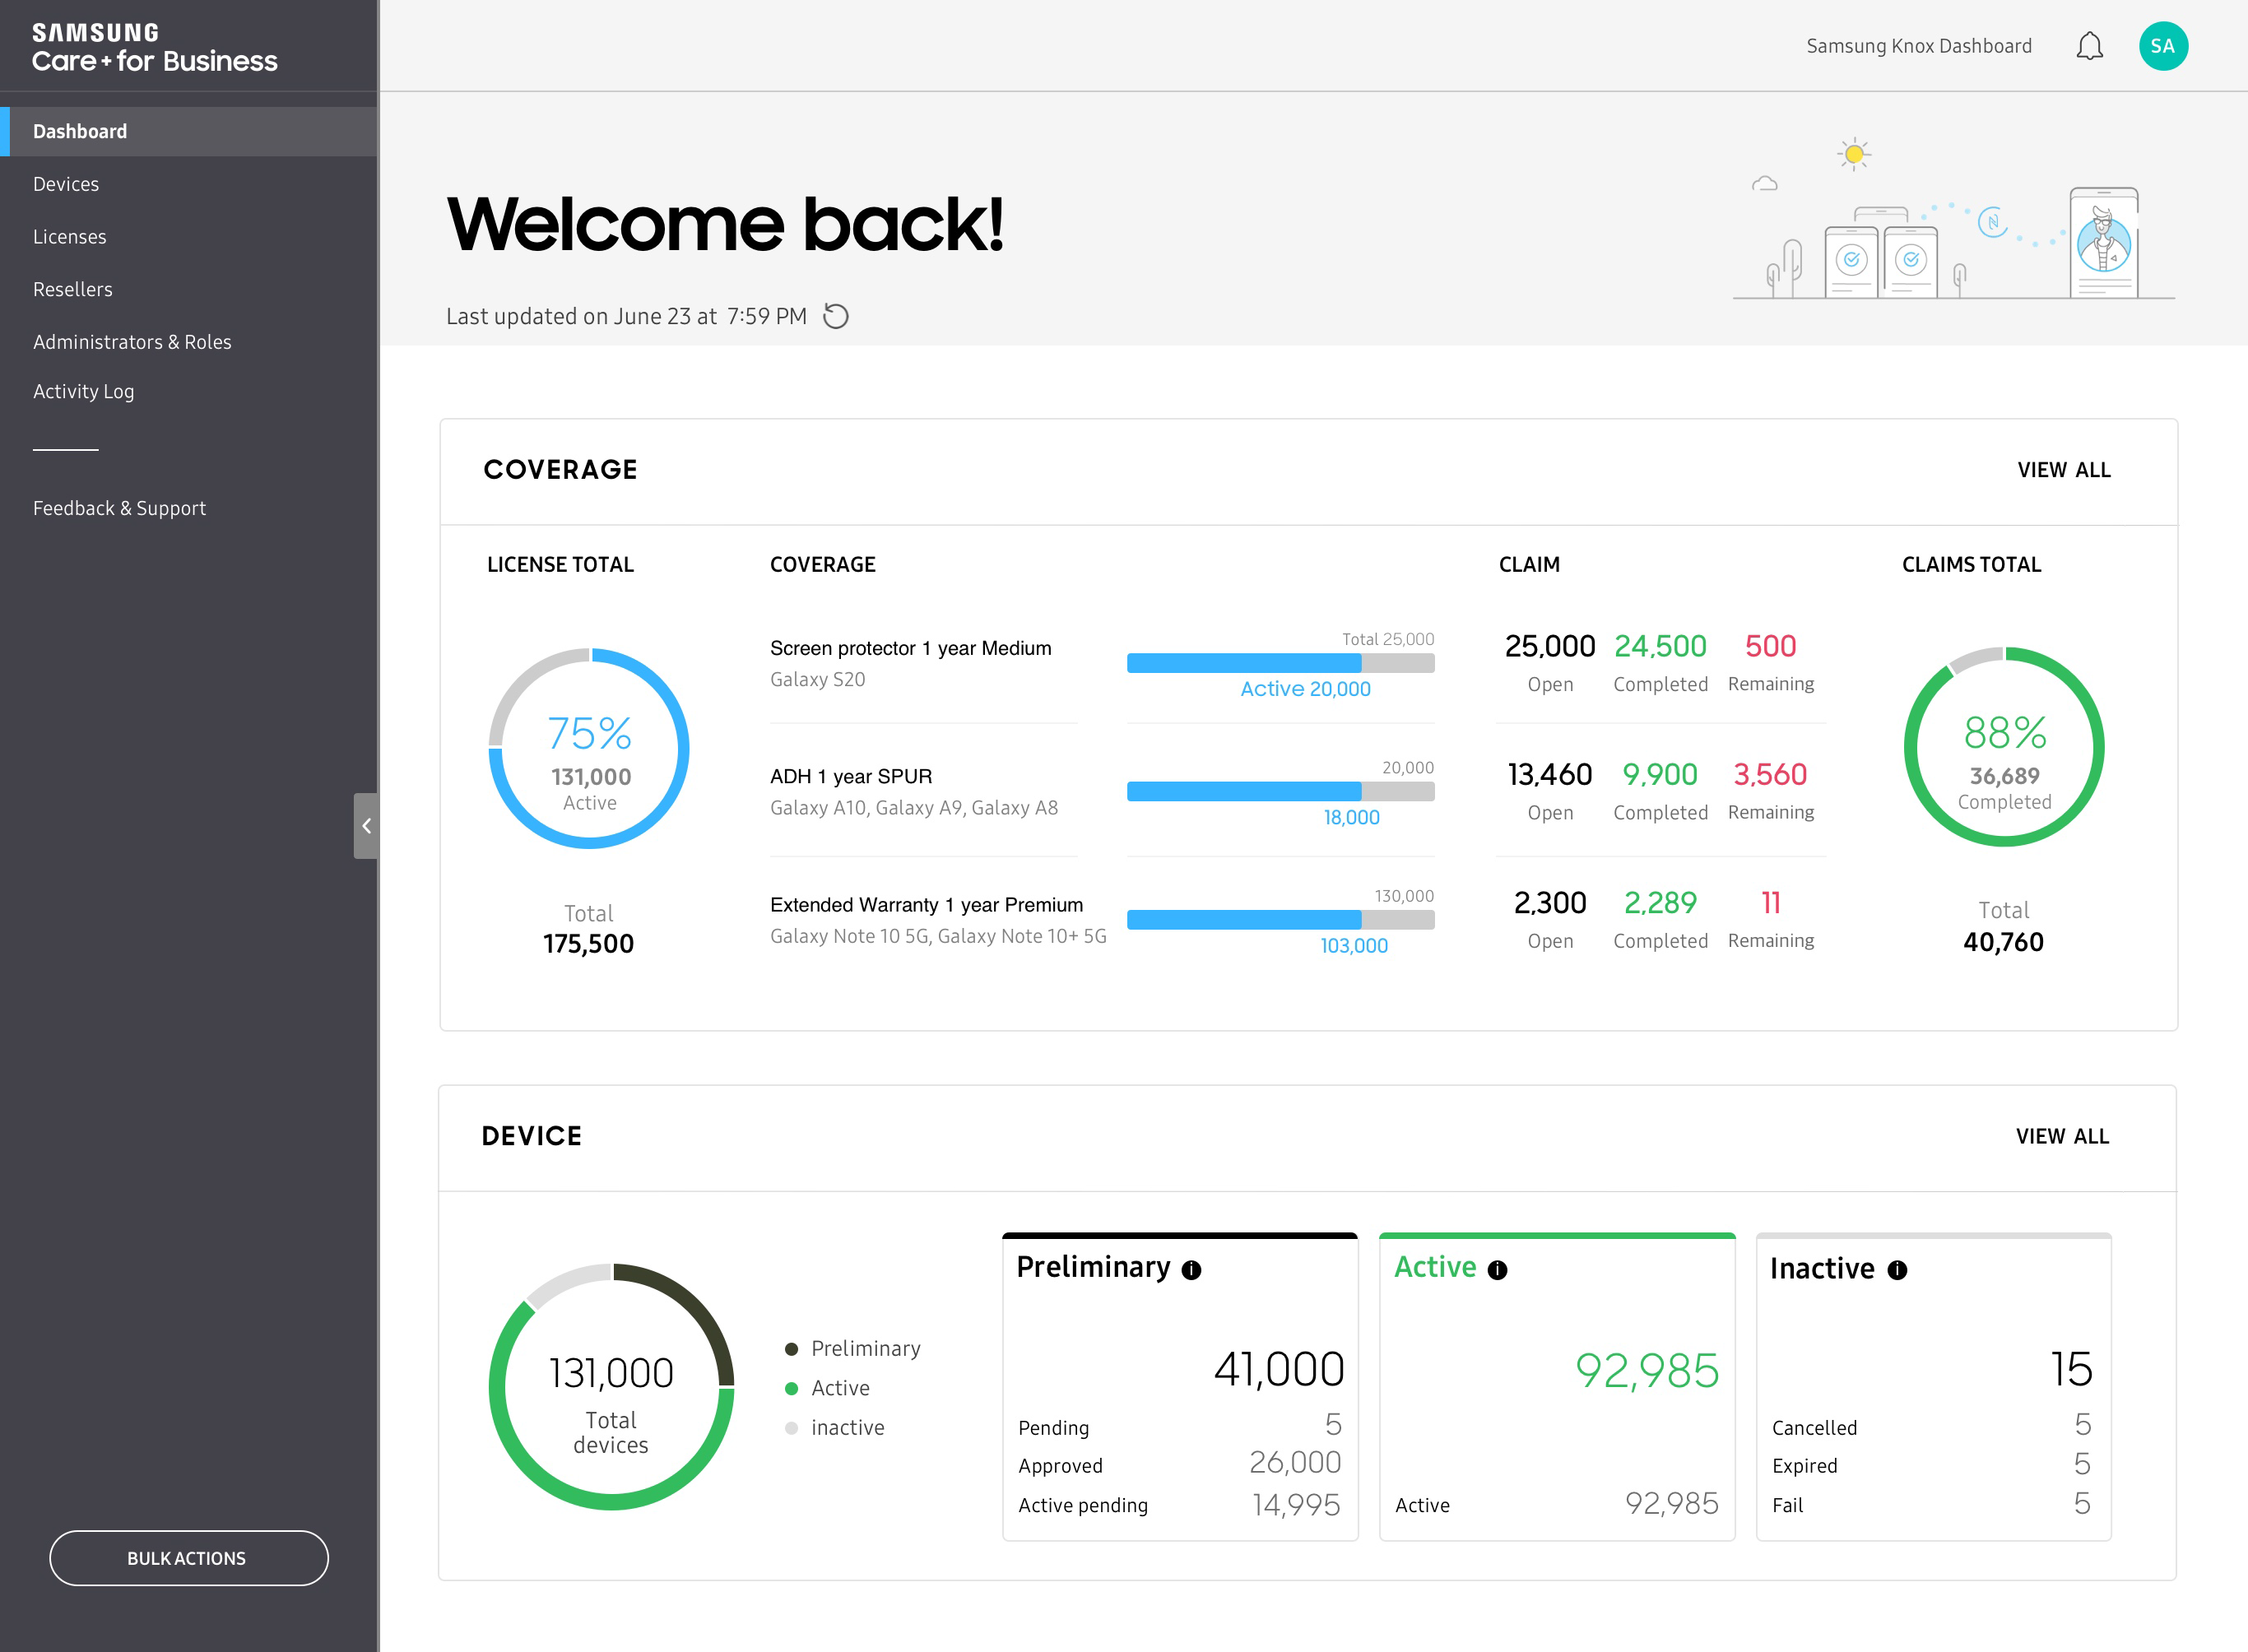 SAMSUNG
Care+ for Business
Samsung Knox Dashboard
SA
Dashboard
Devices
Licenses
Resellers
Administrators & Roles
Activity Log
Feedback & Support
BULK ACTIONS
Welcome back!
Last updated on June 23 at 7:59 PM
N
COVERAGE
VIEW ALL
LICENSE TOTAL
75%
131,000
Active
Total
175,500
COVERAGE
Screen protector 1 year Medium
Galaxy S20
Total 25,000
Active 20,000
ADH 1 year SPUR
Galaxy A10, Galaxy A9, Galaxy A8
20,000
18,000
Extended Warranty 1 year Premium
Galaxy Note 10 5G, Galaxy Note 10+ 5G
130,000
103,000
CLAIM
25,000 24,500 500
Open Completed Remaining
13,460 9,900 3,560
Open Completed Remaining
2,300 2,289 11
Open Completed Remaining
CLAIMS TOTAL
88%
36,689
Completed
Total
40,760
DEVICE
VIEW ALL
131,000
Total
devices
Preliminary
Active
inactive
Preliminary i
41,000
Pending 5
Approved 26,000
Active pending 14,995
Active i
92,985
Active 92,985
Inactive i
15
Cancelled 5
Expired 5
Fail 5